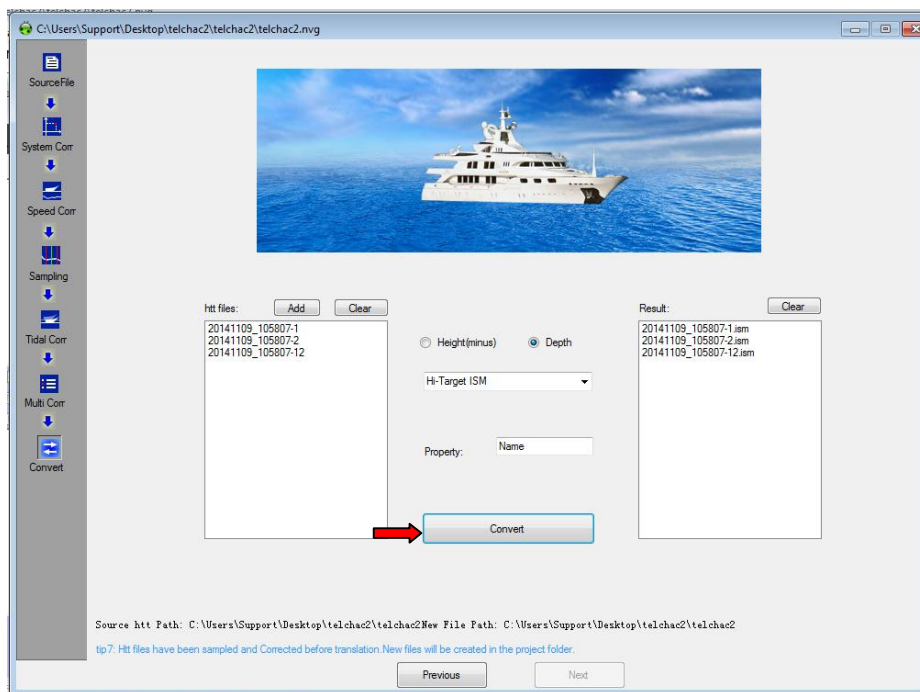 C:\Users\Support\Desktop\telchac2\telchac2\telchac2.nvg
SourceFile
System Corr
Speed Corr
Sampling
Tidal Corr
Multi Corr
Convert
htt files:
Add
Clear
20141109_105807-1
20141109_105807-2
20141109_105807-12
Height(minus)
Depth
Hi-Target ISM
Property:
Name
Convert
Result:
Clear
20141109_105807-1.ism
20141109_105807-2.ism
20141109_105807-12.ism
Source htt Path: C:\Users\Support\Desktop\telchac2\telchac2New File Path: C:\Users\Support\Desktop\telchac2\telchac2
tip7: Htt files have been sampled and Corrected before translation.New files will be created in the project folder.
Previous
Next